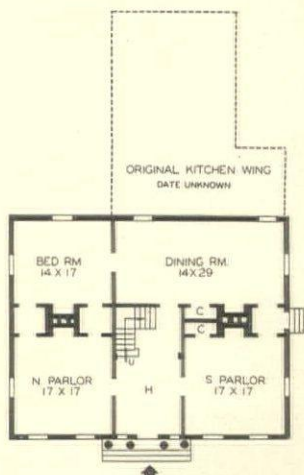 ORIGINAL KITCHEN WING
DATE UNKNOWN
BED RM
14 X 17
DINING RM.
14X29
C
C
N. PARLOR
17 X 17
H
S PARLOR
17 X 17
U